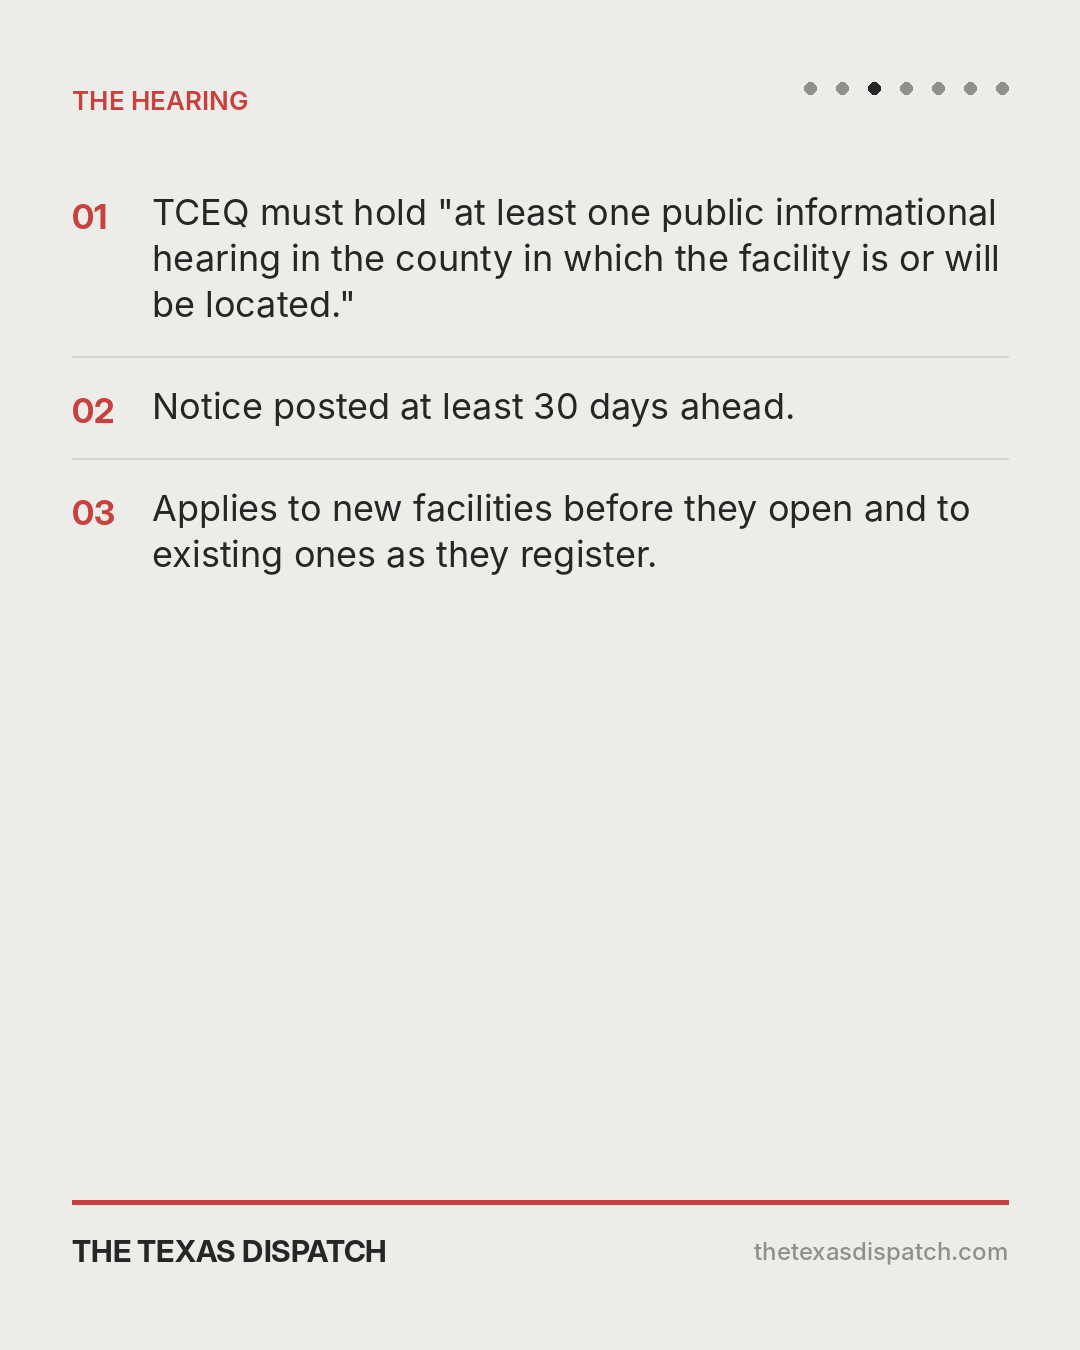 THE HEARING
01 TCEQ must hold "at least one public informational
hearing in the county in which the facility is or will
be located."
02 Notice posted at least 30 days ahead.
03 Applies to new facilities before they open and to
existing ones as they register.
THE TEXAS DISPATCH
thetexasdispatch.com